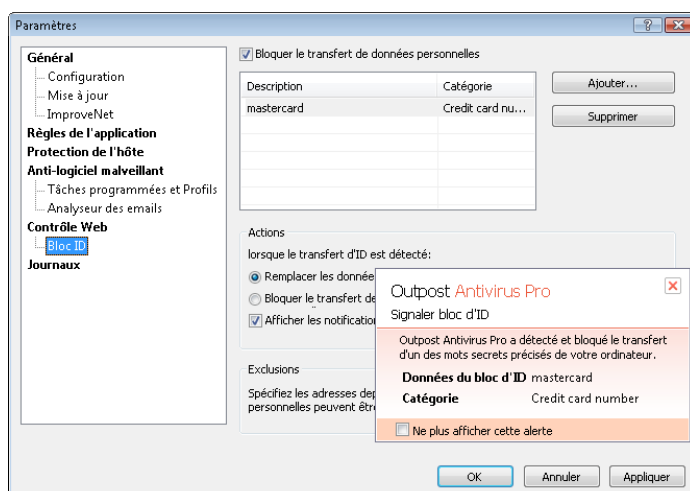 Paramètres
Général
Configuration
Mise à jour
ImproveNet
Règles de l'application
Protection de l'hôte
Anti-logiciel malveillant
Tâches programmées et Profils
Analyseur des emails
Contrôle Web
Bloc ID
Journaux
Bloquer le transfert de données personnelles
Description Catégorie
mastercard Credit card nu...
Ajouter...
Supprimer
Actions
lorsque le transfert d'ID est détecté:
Remplacer les donnée
Bloquer le transfert de
Afficher les notification
Exclusions
Spécifiez les adresses dep
personnelles peuvent êtr
Outpost Antivirus Pro
Signaler bloc d'ID
Outpost Antivirus Pro a détecté et bloqué le transfert
d'un des mots secrets précisés de votre ordinateur.
Données du bloc d'ID mastercard
Catégorie Credit card number
Ne plus afficher cette alerte
OK Annuler Appliquer